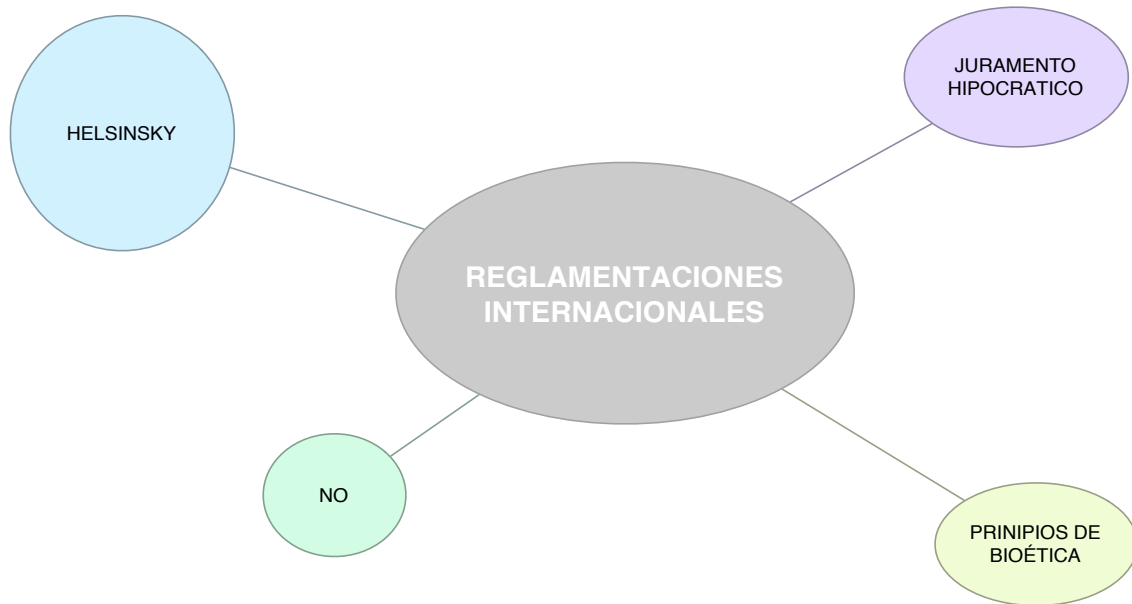 JURAMENTO
HIPOCRATICO
HELSINSKY
REGLAMENTACIONES
INTERNACIONALES
NO
PRINIPIOS DE
BIOÉTICA